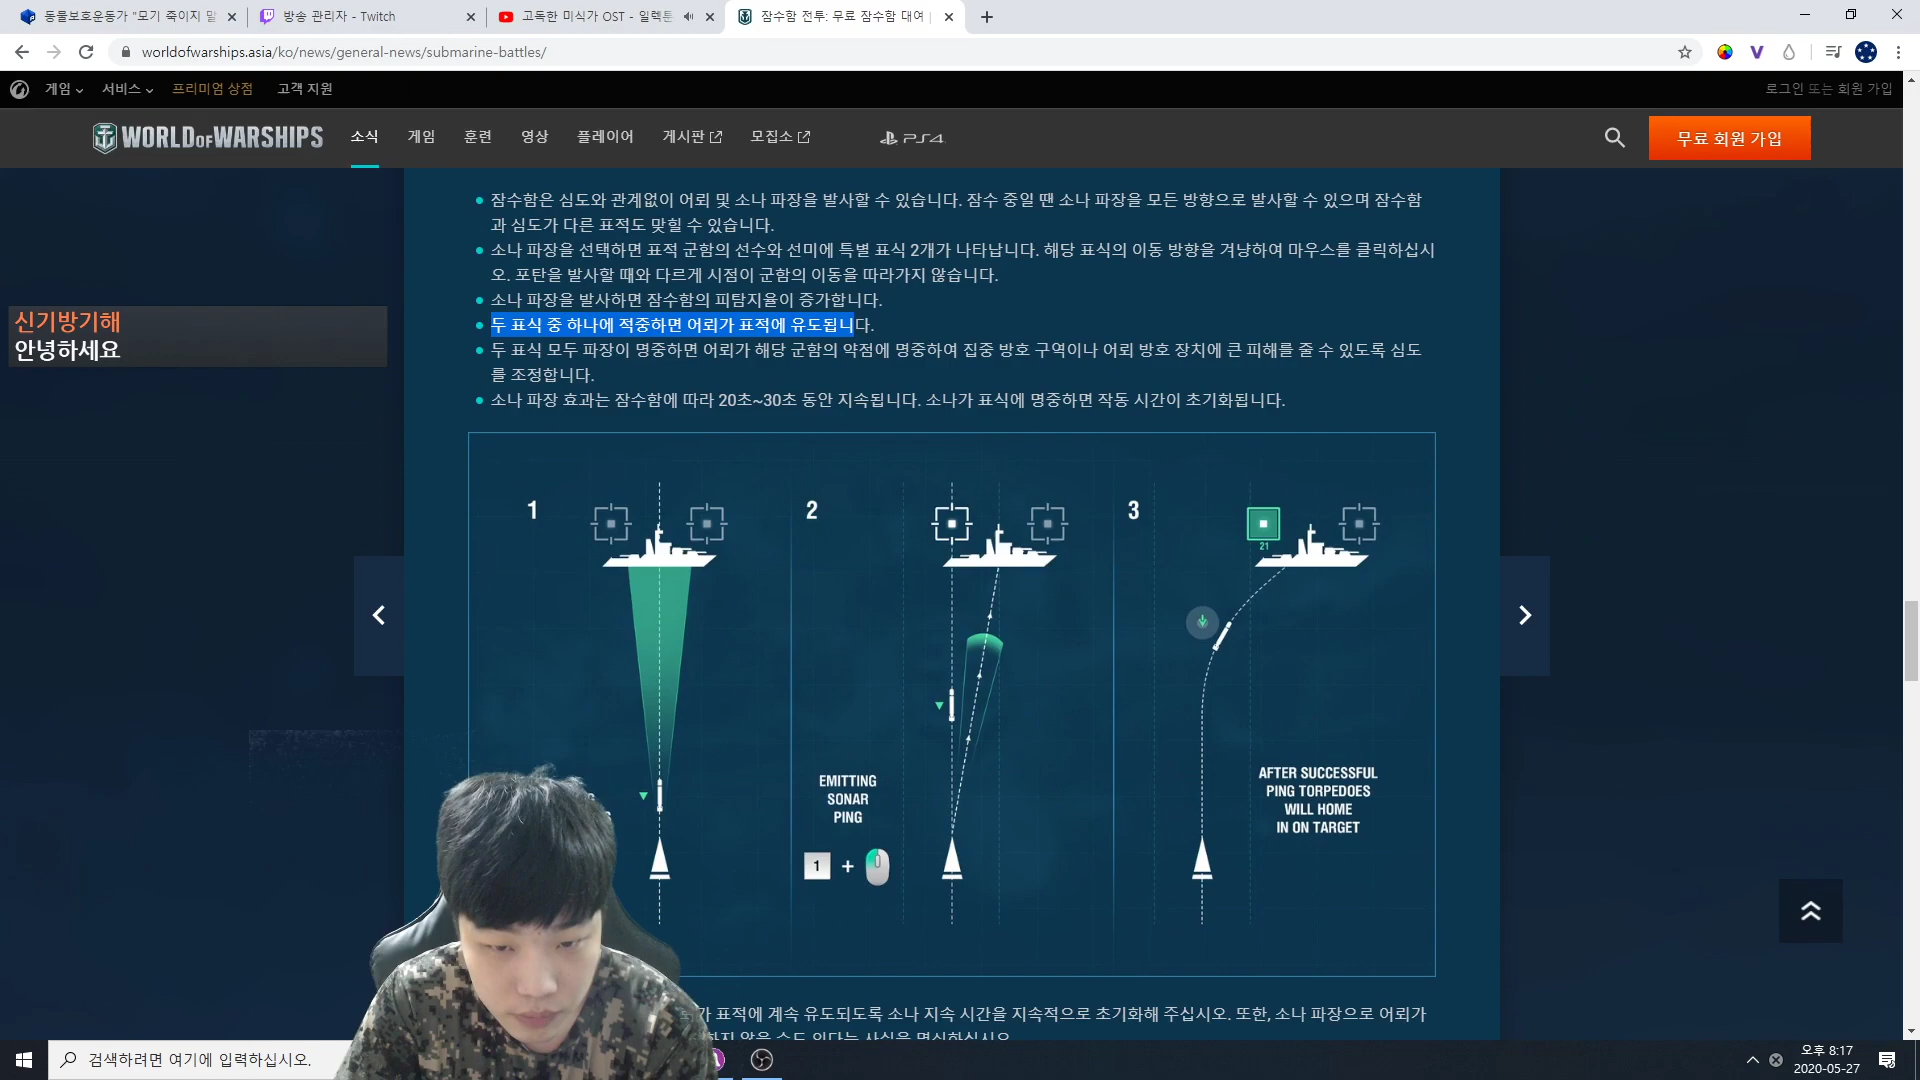 동물보호운동가 "모기 죽이지 말
방송 관리자 - Twitch
고독한 미식가 OST - 일렉트
잠수함 전투: 무료 잠수함 대여
worldofwarships.asia/ko/news/general-news/submarine-battles/
게임 서비스 프리미엄 상점 고객 지원
로그인 또는 회원 가입
WORLD OF WARSHIPS
소식 게임 훈련 영상 플레이어 게시판 모집소 PS4
무료 회원 가입
잠수함은 심도와 관계없이 어뢰 및 소나 파장을 발사할 수 있습니다. 잠수 중일 땐 소나 파장을 모든 방향으로 발사할 수 있으며 잠수함
과 심도가 다른 표적도 맞힐 수 있습니다.
소나 파장을 선택하면 표적 군함의 선수와 선미에 특별 표식 2개가 나타납니다. 해당 표식의 이동 방향을 겨냥하여 마우스를 클릭하십시
오. 포탄을 발사할 때와 다르게 시점이 군함의 이동을 따라가지 않습니다.
소나 파장을 발사하면 잠수함의 피탐지율이 증가합니다.
두 표식 중 하나에 적중하면 어뢰가 표적에 유도됩니다.
두 표식 모두 파장이 명중하면 어뢰가 해당 군함의 약점에 명중하여 집중 방호 구역이나 어뢰 방호 장치에 큰 피해를 줄 수 있도록 심도
를 조정합니다.
소나 파장 효과는 잠수함에 따라 20초~30초 동안 지속됩니다. 소나가 표식에 명중하면 작동 시간이 초기화됩니다.
신기방기해
안녕하세요
1
2
3
21
EMITTING
SONAR
PING
1 +
AFTER SUCCESSFUL
PING TORPEDOES
WILL HOME
IN ON TARGET
가 표적에 계속 유도되도록 소나 지속 시간을 지속적으로 초기화해 주십시오. 또한, 소나 파장으로 어뢰가
하지 않을 수도 있다는 사실을 명심하십시오.
검색하려면 여기에 입력하십시오.
오후 8:17
2020-05-27